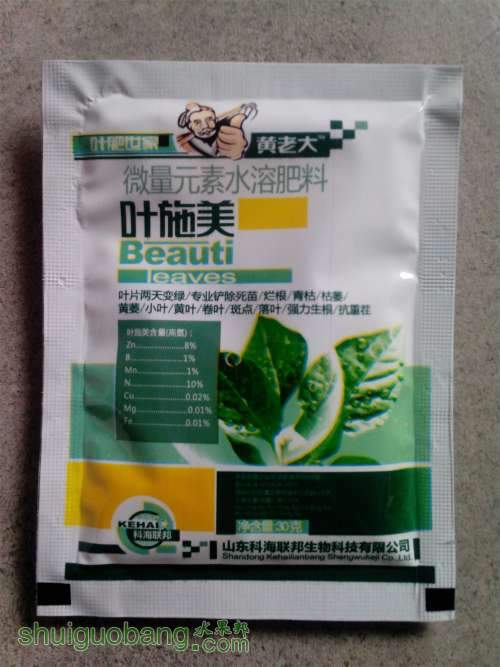 叶肥世家
黄老大™
微量元素水溶肥料
叶施美
Beauti
leaves
叶片两天变绿/专业铲除死苗/烂根/青枯/枯萎/
黄萎/小叶/黄叶/卷叶/斑点/落叶/强力生根/抗重茬
叶施美含量(高氮)：
Zn..................8%
B..................1%
Mn..................1%
N..................10%
Cu..................0.02%
Mg..................0.01%
Fe..................0.01%
净含量:30克
KEHAI
科海联邦
山东科海联邦生物科技有限公司
Shandong Kehailianbang Shengwukeji Co., Ltd
水果邦
shuiguobang.com